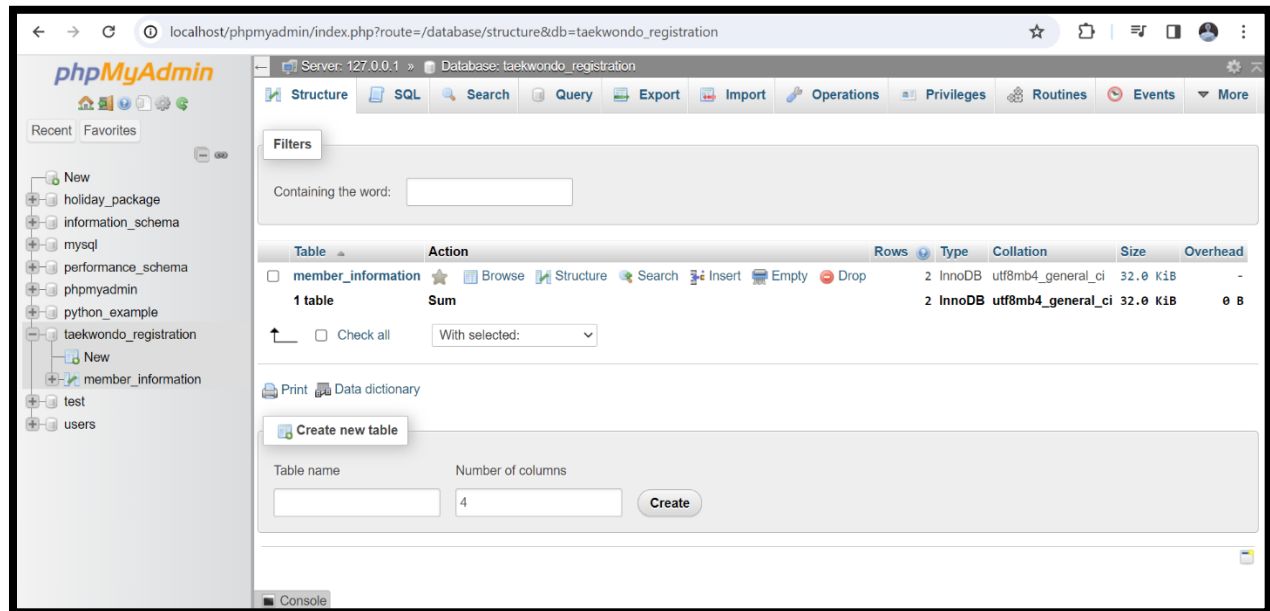 localhost/phpmyadmin/index.php?route=/database/structure&db=taekwondo_registration
phpMyAdmin
Recent Favorites
New
holiday_package
information_schema
mysql
performance_schema
phpmyadmin
python_example
taekwondo_registration
New
member_information
test
users
Server: 127.0.0.1 » Database: taekwondo_registration
Structure SQL Search Query Export Import Operations Privileges Routines Events More
Filters
Containing the word:
Table Action Rows Type Collation Size Overhead
member_information Browse Structure Search Insert Empty Drop 2 InnoDB utf8mb4_general_ci 32.0 KiB -
1 table Sum 2 InnoDB utf8mb4_general_ci 32.0 KiB 0 B
Check all With selected:
Print Data dictionary
Create new table
Table name Number of columns
4 Create
Console